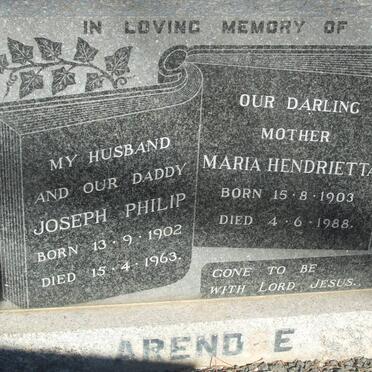 IN LOVING MEMORY OF
MY HUSBAND
AND OUR DADDY
JOSEPH PHILIP
BORN 13·9·1902
DIED 15·4·1963.
OUR DARLING
MOTHER
MARIA HENDRIETTA
BORN 15·8·1903
DIED 4·6·1988.
GONE TO BE
WITH LORD JESUS.
AREND E